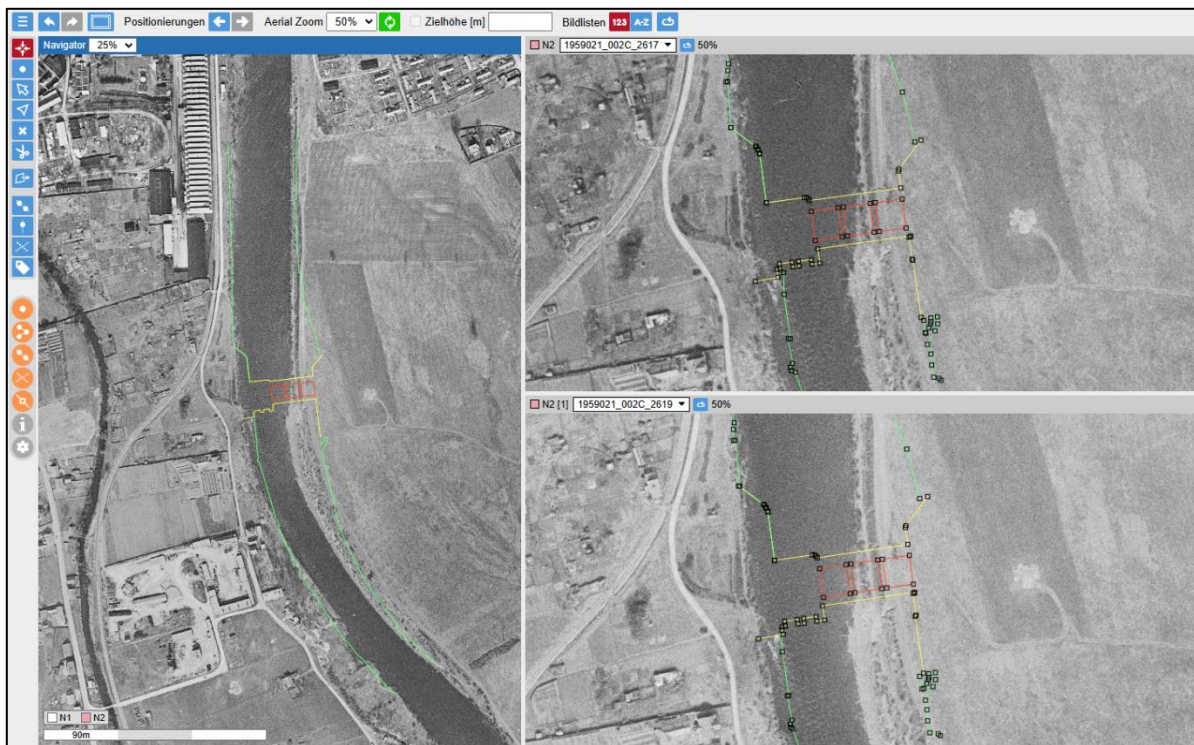 Positionierungen Aerial Zoom 50% Zielhöhe [m] Bildlisten 123 A-Z
Navigator 25%
N2 1959021_002C_2617 50%
N2 [1] 1959021_002C_2619 50%
N1 N2
90m